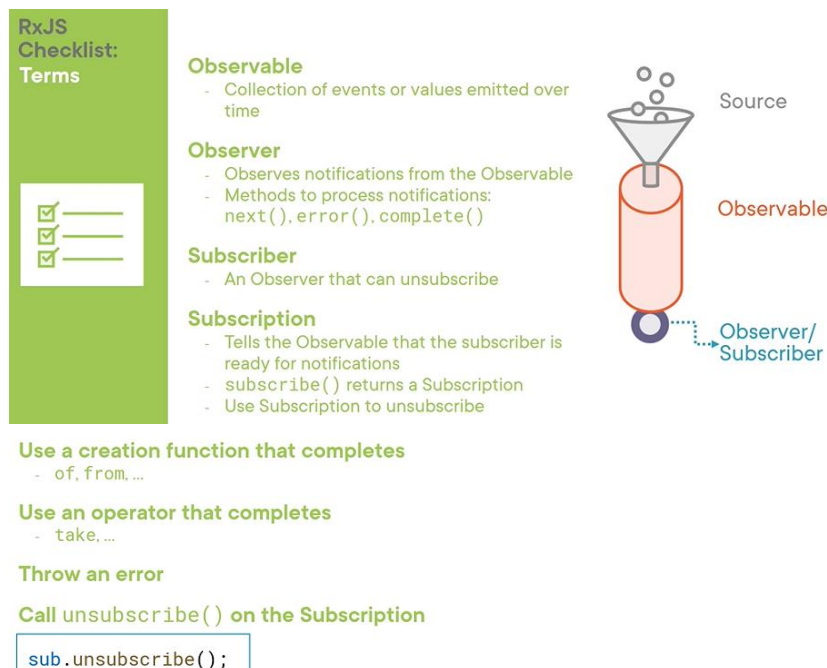 RxJS
Checklist:
Terms
Observable
- Collection of events or values emitted over
time
Observer
- Observes notifications from the Observable
- Methods to process notifications:
next(), error(), complete()
Subscriber
- An Observer that can unsubscribe
Subscription
- Tells the Observable that the subscriber is
ready for notifications
- subscribe() returns a Subscription
- Use Subscription to unsubscribe
Source
Observable
Observer/
Subscriber
Use a creation function that completes
- of, from, ...
Use an operator that completes
- take, ...
Throw an error
Call unsubscribe() on the Subscription
sub.unsubscribe();